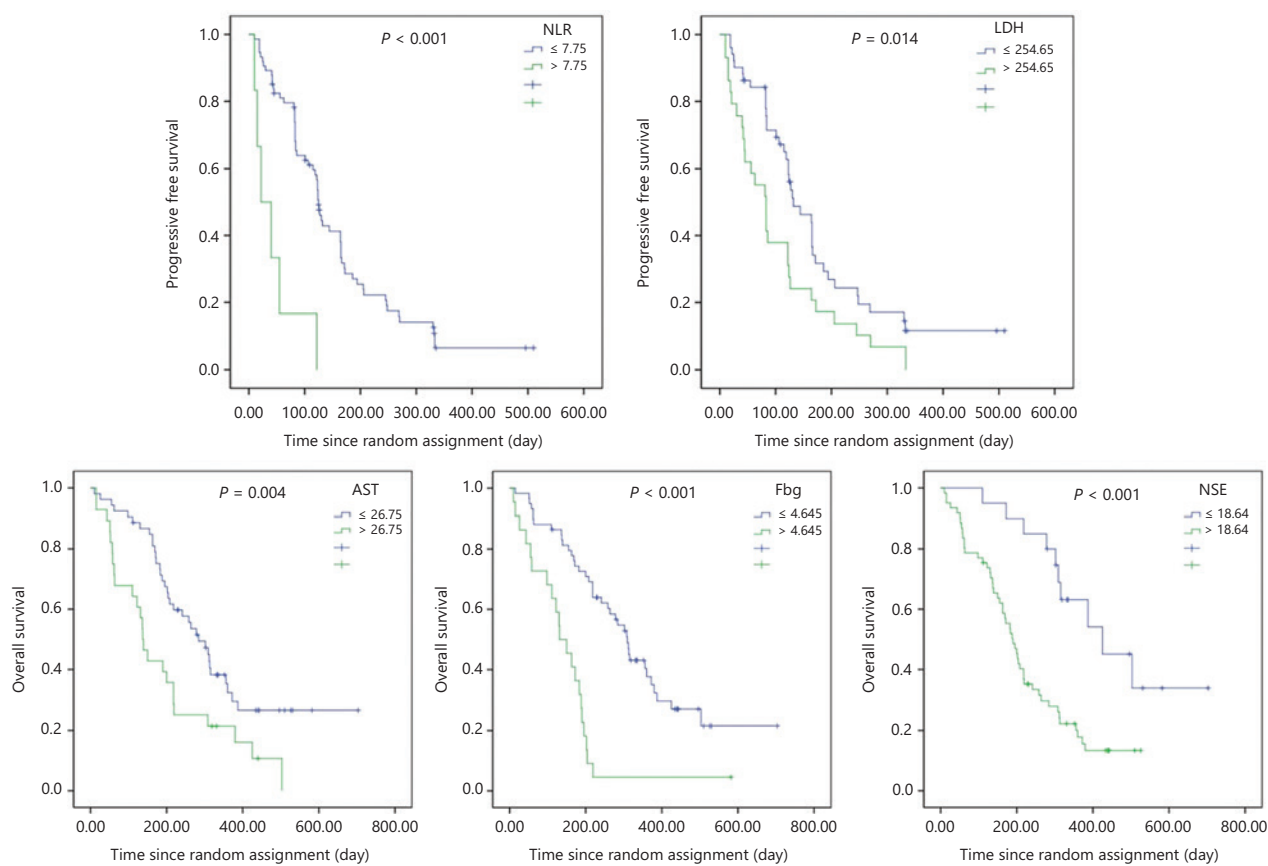 P < 0.001
NLR
≤ 7.75
> 7.75
1.0
0.8
0.6
0.4
0.2
0.0
Progressive free survival
0.00 100.00 200.00 300.00 400.00 500.00 600.00
Time since random assignment (day)
P = 0.014
LDH
≤ 254.65
> 254.65
1.0
0.8
0.6
0.4
0.2
0.0
Progressive free survival
0.00 100.00 200.00 300.00 400.00 500.00 600.00
Time since random assignment (day)
P = 0.004
AST
≤ 26.75
> 26.75
1.0
0.8
0.6
0.4
0.2
0.0
Overall survival
0.00 200.00 400.00 600.00 800.00
Time since random assignment (day)
P < 0.001
Fbg
≤ 4.645
> 4.645
1.0
0.8
0.6
0.4
0.2
0.0
Overall survival
0.00 200.00 400.00 600.00 800.00
Time since random assignment (day)
P < 0.001
NSE
≤ 18.64
> 18.64
1.0
0.8
0.6
0.4
0.2
0.0
Overall survival
0.00 200.00 400.00 600.00 800.00
Time since random assignment (day)